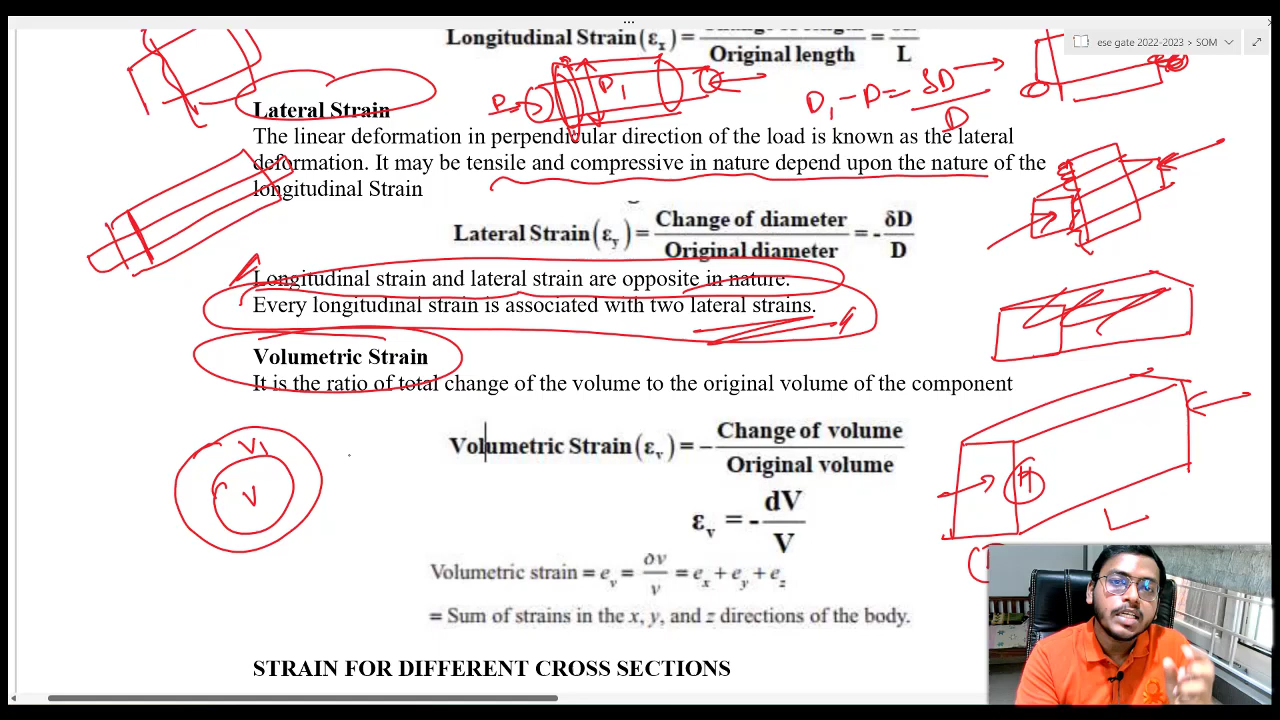 ese gate 2022-2023 > SOM
Longitudinal Strain(εx) = Original length = L
Lateral Strain
The linear deformation in perpendicular direction of the load is known as the lateral
deformation. It may be tensile and compressive in nature depend upon the nature of the
longitudinal Strain
Lateral Strain(εy) = Change of diameter / Original diameter = - δD / D
Longitudinal strain and lateral strain are opposite in nature.
Every longitudinal strain is associated with two lateral strains.
Volumetric Strain
It is the ratio of total change of the volume to the original volume of the component
Volumetric Strain(εv) = – Change of volume / Original volume
εv = - dV / V
Volumetric strain = ev = ∂v / v = ex + ey + ez
= Sum of strains in the x, y, and z directions of the body.
STRAIN FOR DIFFERENT CROSS SECTIONS
D1 – D = δD / D
D1
V1
V
H
L